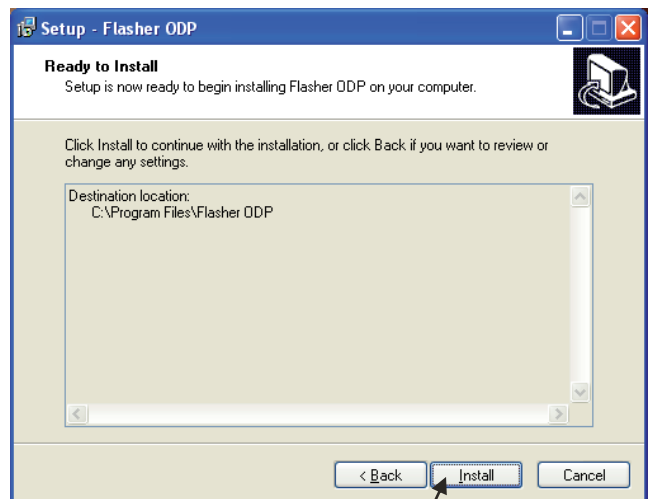 Setup - Flasher ODP
Ready to Install
Setup is now ready to begin installing Flasher ODP on your computer.
Click Install to continue with the installation, or click Back if you want to review or
change any settings.
Destination location:
C:\Program Files\Flasher ODP
< Back
Install
Cancel